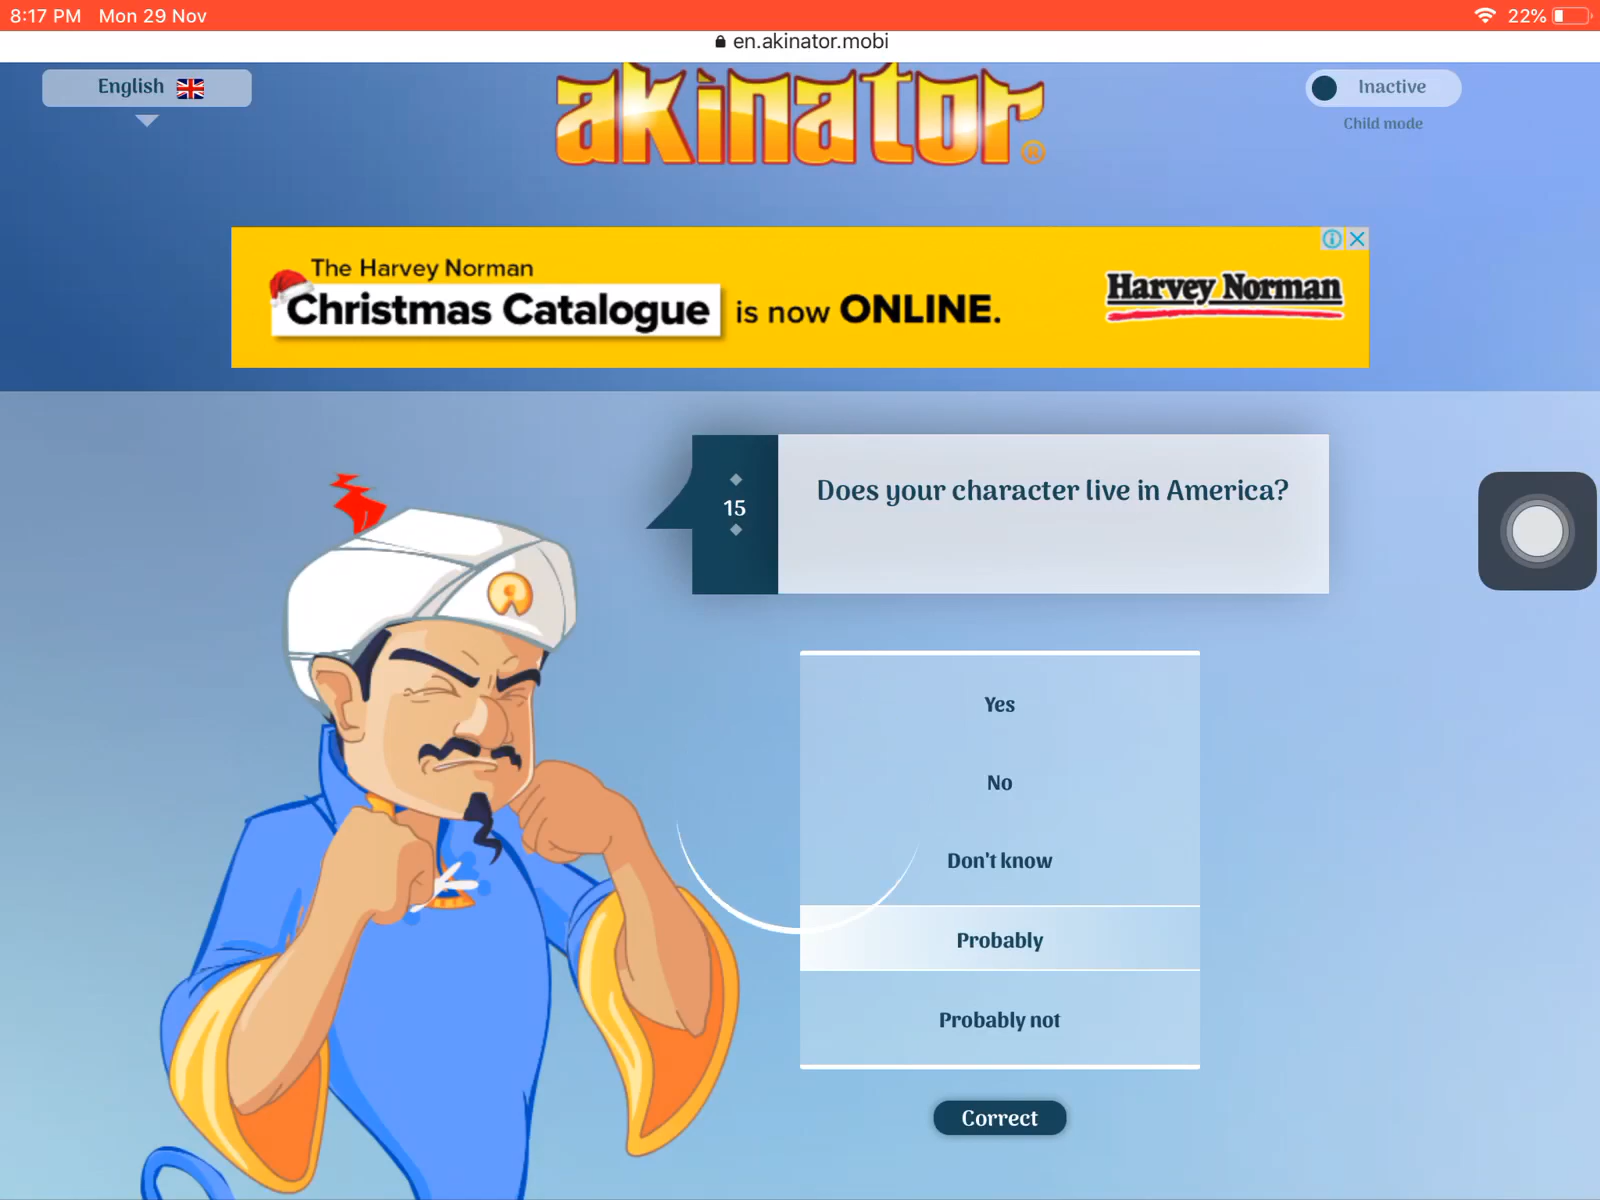 8:17 PM Mon 29 Nov
22%
en.akinator.mobi
English
akinator®
Inactive
Child mode
The Harvey Norman
Christmas Catalogue is now ONLINE.
Harvey Norman
15
Does your character live in America?
Yes
No
Don't know
Probably
Probably not
Correct